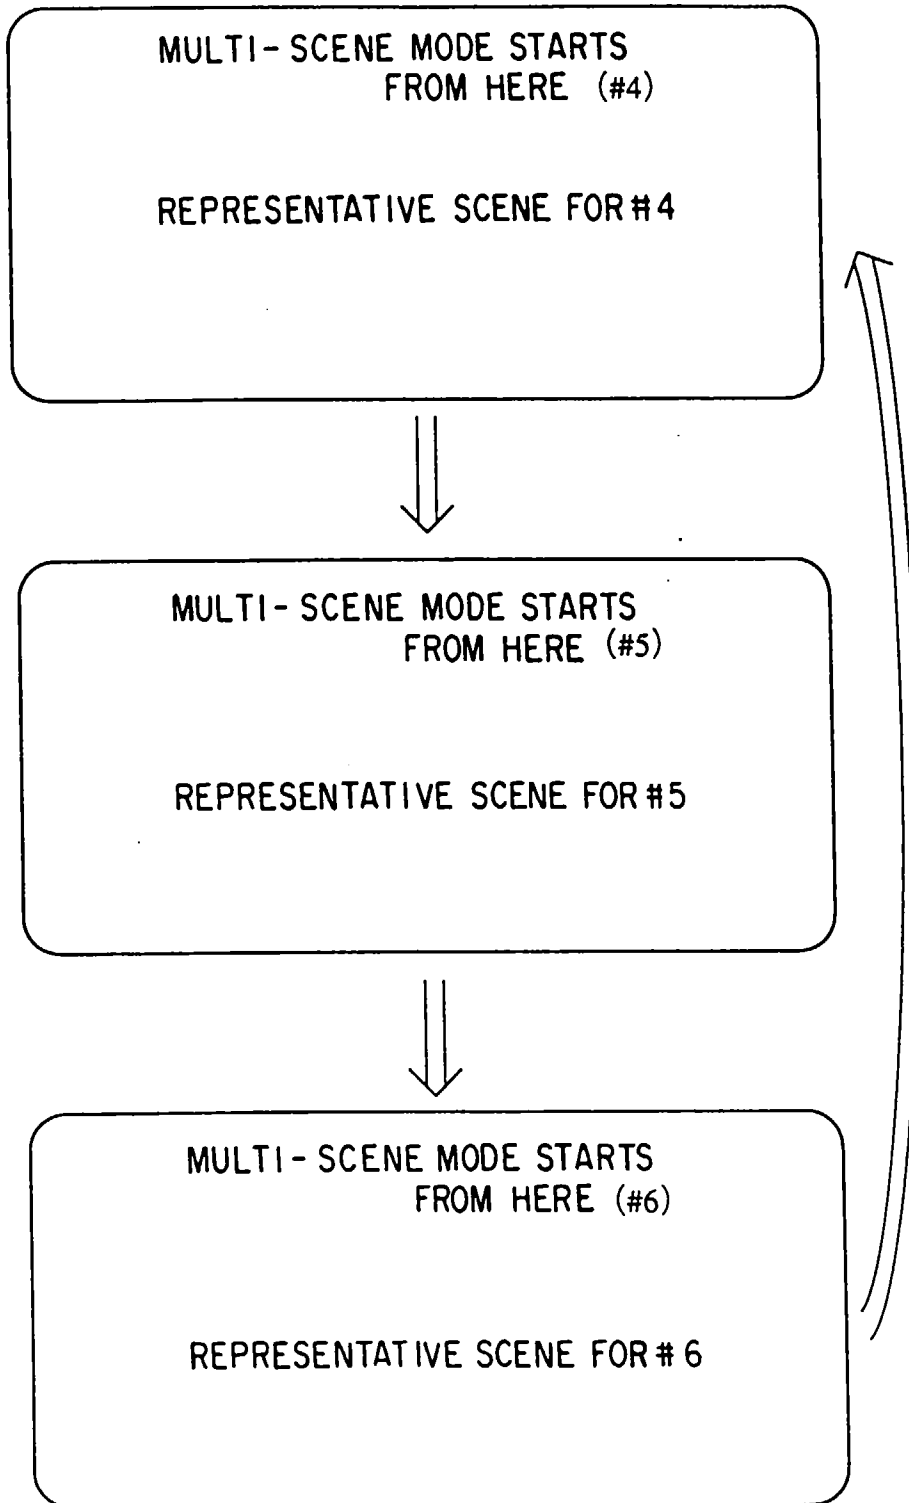 MULTI-SCENE MODE STARTS
FROM HERE (#4)
REPRESENTATIVE SCENE FOR #4
MULTI-SCENE MODE STARTS
FROM HERE (#5)
REPRESENTATIVE SCENE FOR #5
MULTI-SCENE MODE STARTS
FROM HERE (#6)
REPRESENTATIVE SCENE FOR #6